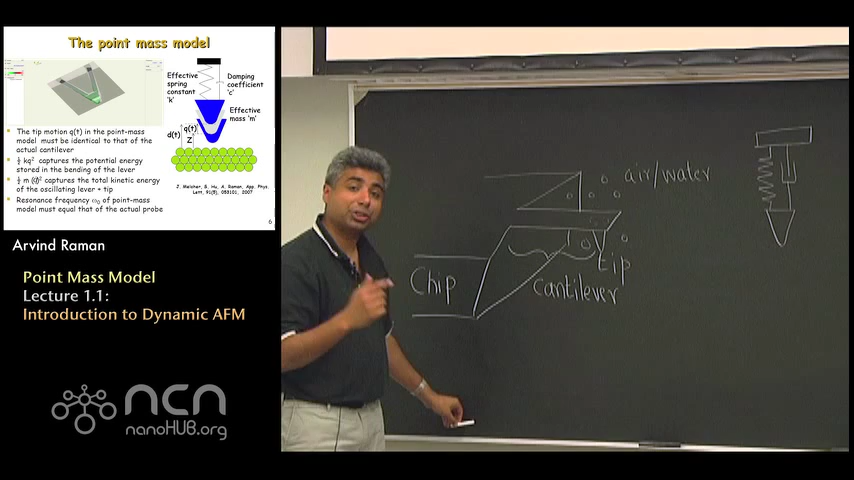 The point mass model
Effective
spring
constant
'k'
Damping
coefficient
'c'
Effective
mass 'm'
d(t)
q(t)
Z
The tip motion q(t) in the point-mass
model must be identical to that of the
actual cantilever
½ kq² captures the potential energy
stored in the bending of the lever
captures the total kinetic energy
of the oscillating lever + tip
Resonance frequency ω₀ of point-mass
model must equal that of the actual probe
J. Melcher, S. Hu, A. Raman, App. Phys.
Lett, 91(5), 053101, 2007.
6
Arvind Raman
Point Mass Model
Lecture 1.1:
Introduction to Dynamic AFM
ncn
nanoHUB.org
air/water
tip
Chip
cantilever